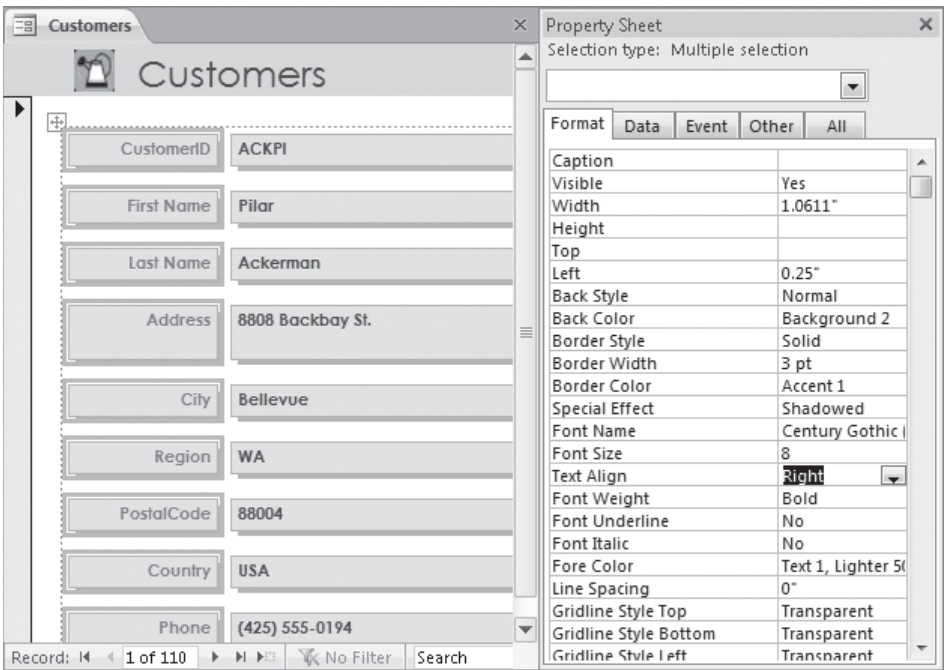 Customers
Customers
CustomerID ACKPI
First Name Pilar
Last Name Ackerman
Address 8808 Backbay St.
City Bellevue
Region WA
PostalCode 88004
Country USA
Phone (425) 555-0194
Record: 1 of 110 No Filter Search
Property Sheet
Selection type: Multiple selection
Format Data Event Other All
Caption
Visible Yes
Width 1.0611"
Height
Top
Left 0.25"
Back Style Normal
Back Color Background 2
Border Style Solid
Border Width 3 pt
Border Color Accent 1
Special Effect Shadowed
Font Name Century Gothic (
Font Size 8
Text Align Right
Font Weight Bold
Font Underline No
Font Italic No
Fore Color Text 1, Lighter 50
Line Spacing 0"
Gridline Style Top Transparent
Gridline Style Bottom Transparent
Gridline Style Left Transparent